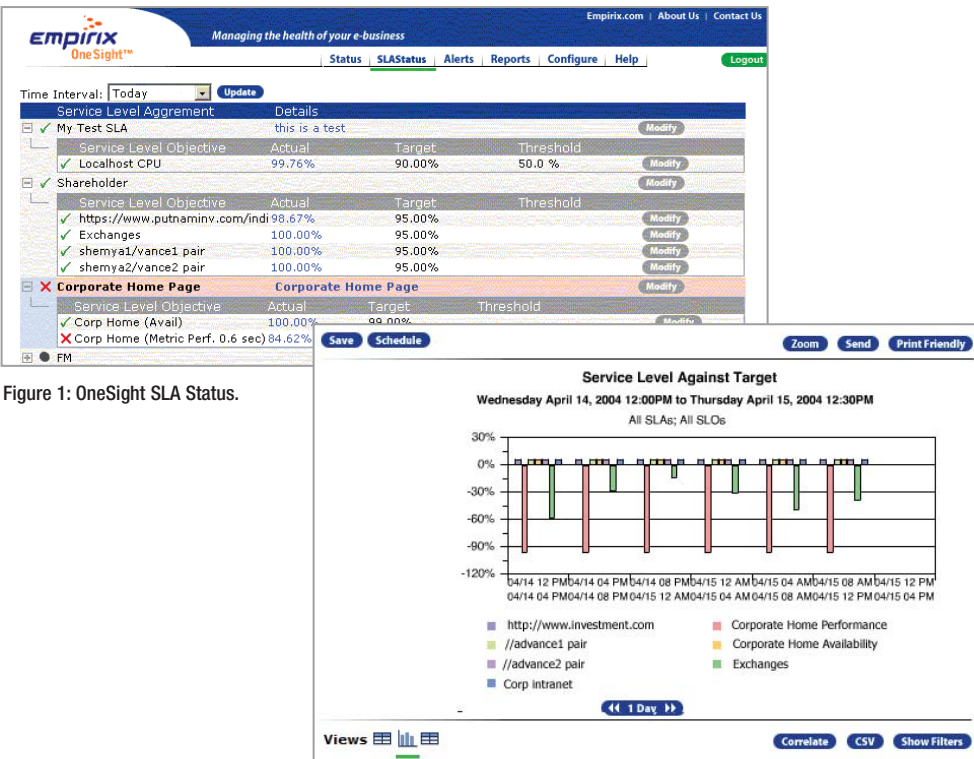 Empirix.com | About Us | Contact Us
EMPIRIX
OneSight™
Managing the health of your e-business
Status SLAStatus Alerts Reports Configure Help Logout
Time Interval: Today Update
Service Level Aggrement Details
My Test SLA this is a test Modify
Service Level Objective Actual Target Threshold
Localhost CPU 99.76% 90.00% 50.0 % Modify
Shareholder Modify
Service Level Objective Actual Target Threshold
https://www.putnaminv.com/indi 98.67% 95.00% Modify
Exchanges 100.00% 95.00% Modify
shemya1/vance1 pair 100.00% 95.00% Modify
shemya2/vance2 pair 100.00% 95.00% Modify
Corporate Home Page Corporate Home Page Modify
Service Level Objective Actual Target Threshold
Corp Home (Avail) 100.00% 99.00% Modify
Corp Home (Metric Perf. 0.6 sec) 84.62%
FM
Figure 1: OneSight SLA Status.
Save Schedule Zoom Send Print Friendly
Service Level Against Target
Wednesday April 14, 2004 12:00PM to Thursday April 15, 2004 12:30PM
All SLAs; All SLOs
30%
0%
-30%
-60%
-90%
-120%
04/14 12 PM 04/14 04 PM 04/14 08 PM 04/15 12 AM 04/15 04 AM 04/15 08 AM 04/15 12 PM
04/14 04 PM 04/14 08 PM 04/15 12 AM 04/15 04 AM 04/15 08 AM 04/15 12 PM 04/15 04 PM
http://www.investment.com Corporate Home Performance
//advance1 pair Corporate Home Availability
//advance2 pair Exchanges
Corp intranet
1 Day
Views Correlate CSV Show Filters